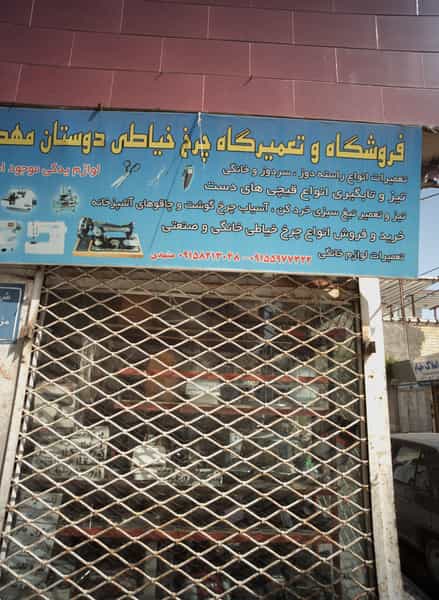 فروشگاه و تعمیرگاه چرخ خیاطی دوستان
تعمیرات انواع راسته دوز ، سردوز و خانگی
لوازم یدکی موجود
تیز و تابگیری انواع قیچی های دست
تیز و تعمیر تیغ سبزی خرد کن ، آسیاب چرخ گوشت و چاقوهای آشپزخانه
خرید و فروش انواع چرخ خیاطی خانگی و صنعتی
تعمیرات لوازم خانگی